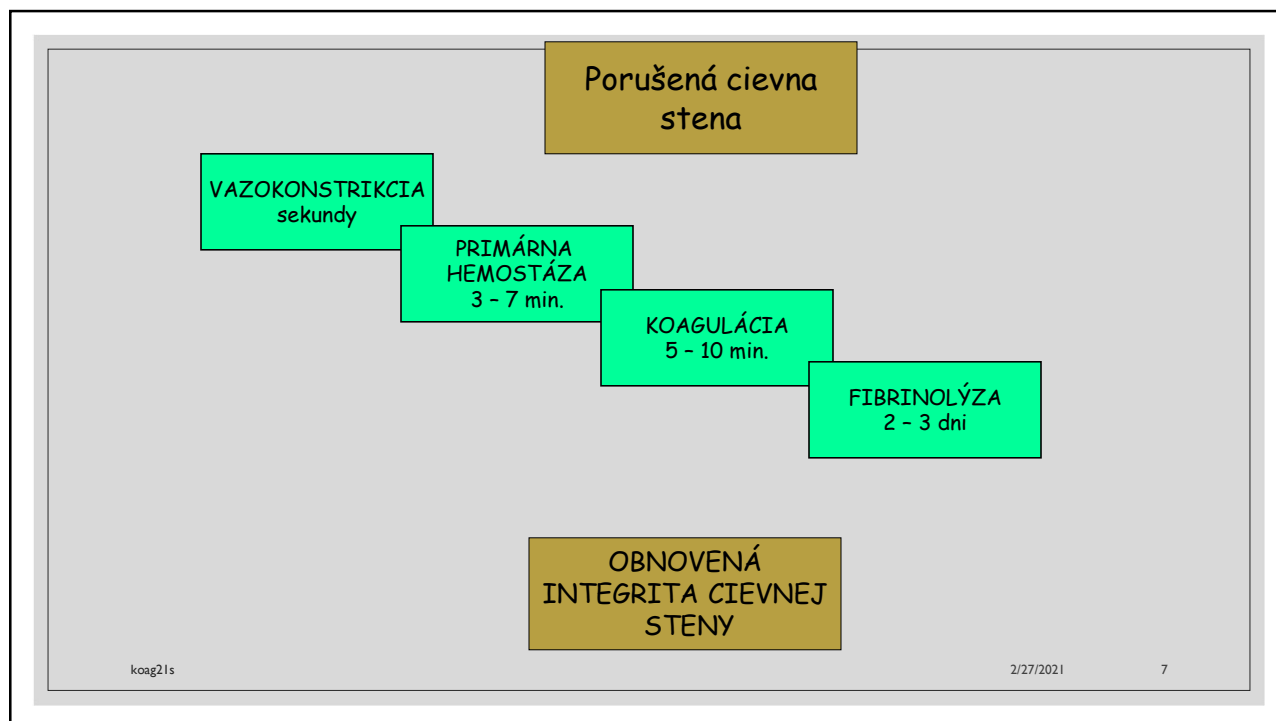 Porušená cievna
stena
VAZOKONSTRIKCIA
sekundy
PRIMÁRNA
HEMOSTÁZA
3 – 7 min.
KOAGULÁCIA
5 – 10 min.
FIBRINOLÝZA
2 – 3 dni
OBNOVENÁ
INTEGRITA CIEVNEJ
STENY
koag21s
2/27/2021
7